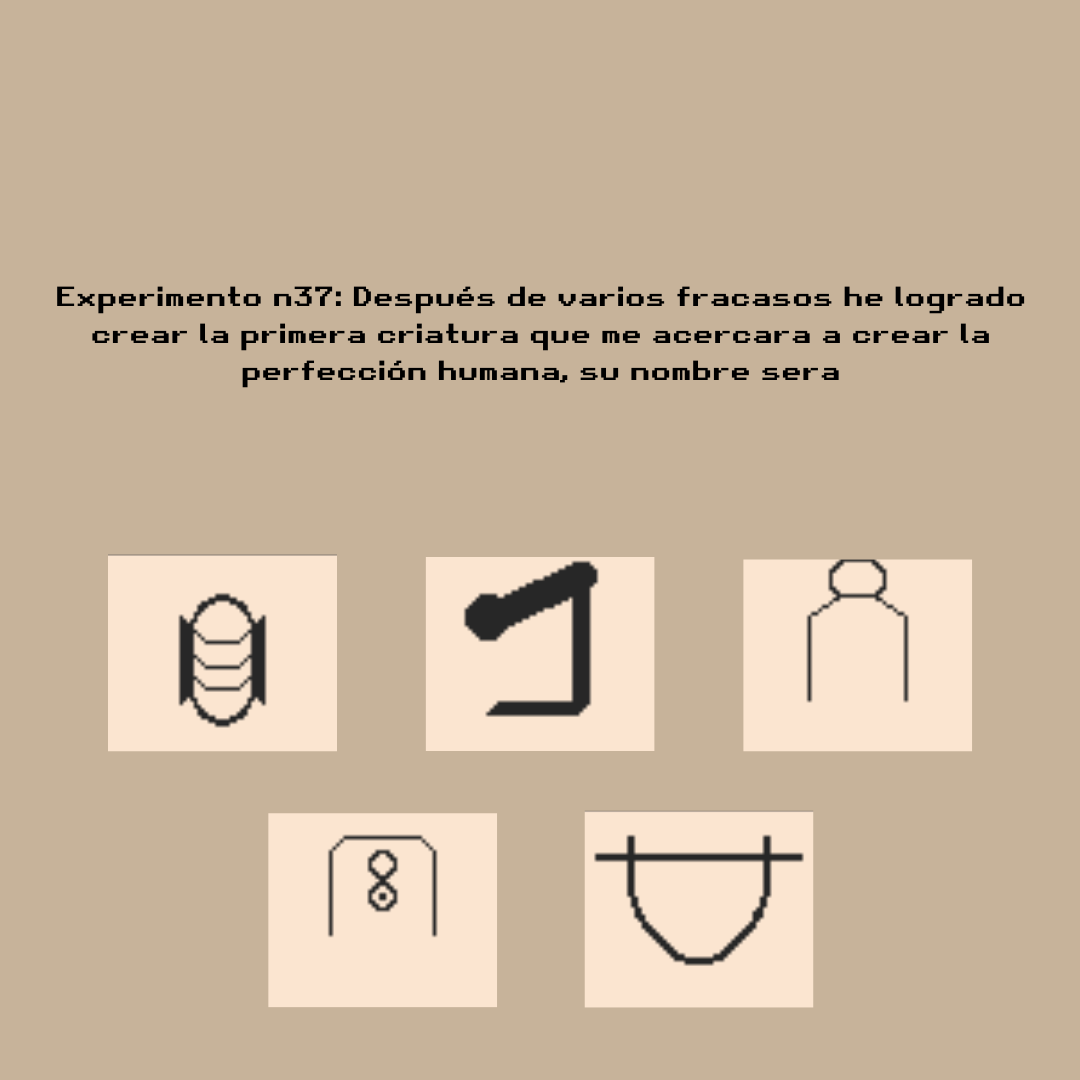 Experimento n37: Después de varios fracasos he logrado
crear la primera criatura que me acercara a crear la
perfección humana, su nombre sera